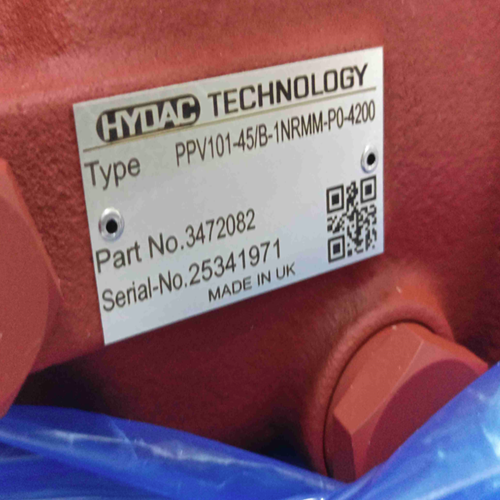 HYDAC TECHNOLOGY
Type PPV101-45/B-1NRMM-P0-4200
Part No.3472082
Serial-No.25341971
MADE IN UK